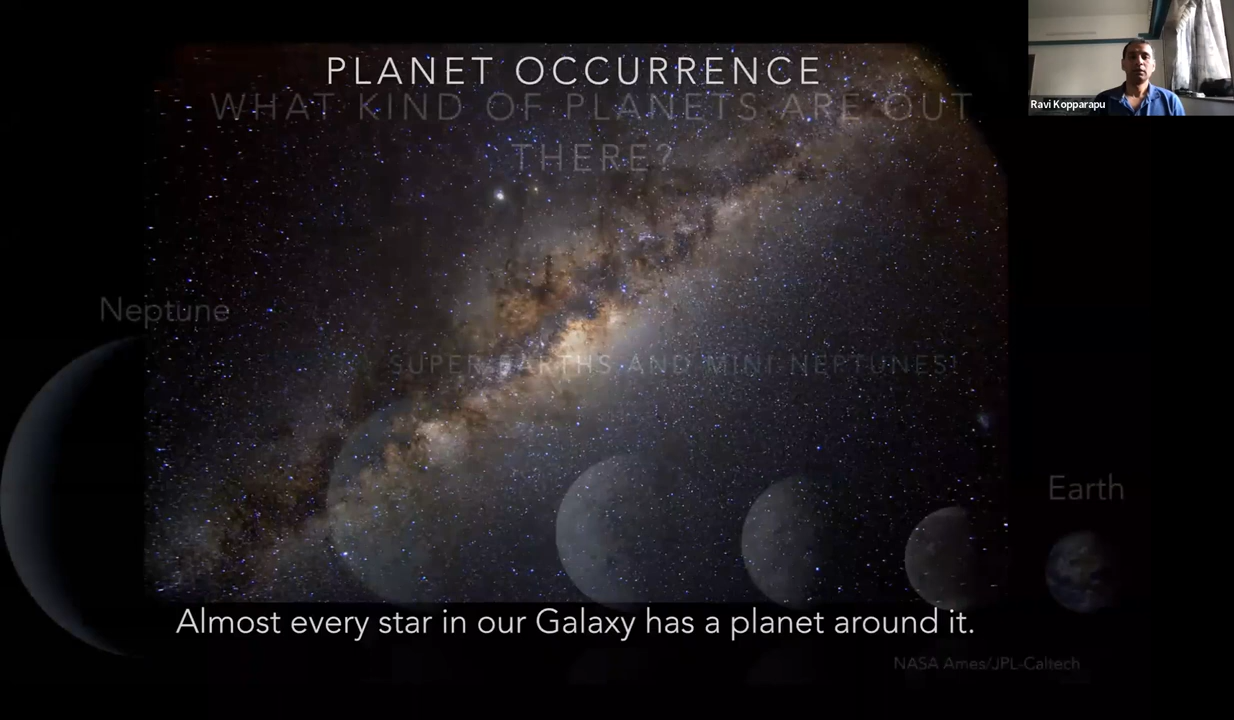 PLANET OCCURRENCE
WHAT KIND OF PLANETS ARE OUT
THERE?
Ravi Kopparapu
Neptune
SUPER EARTHS AND MINI NEPTUNES!
Earth
Almost every star in our Galaxy has a planet around it.
NASA Ames/JPL-Caltech